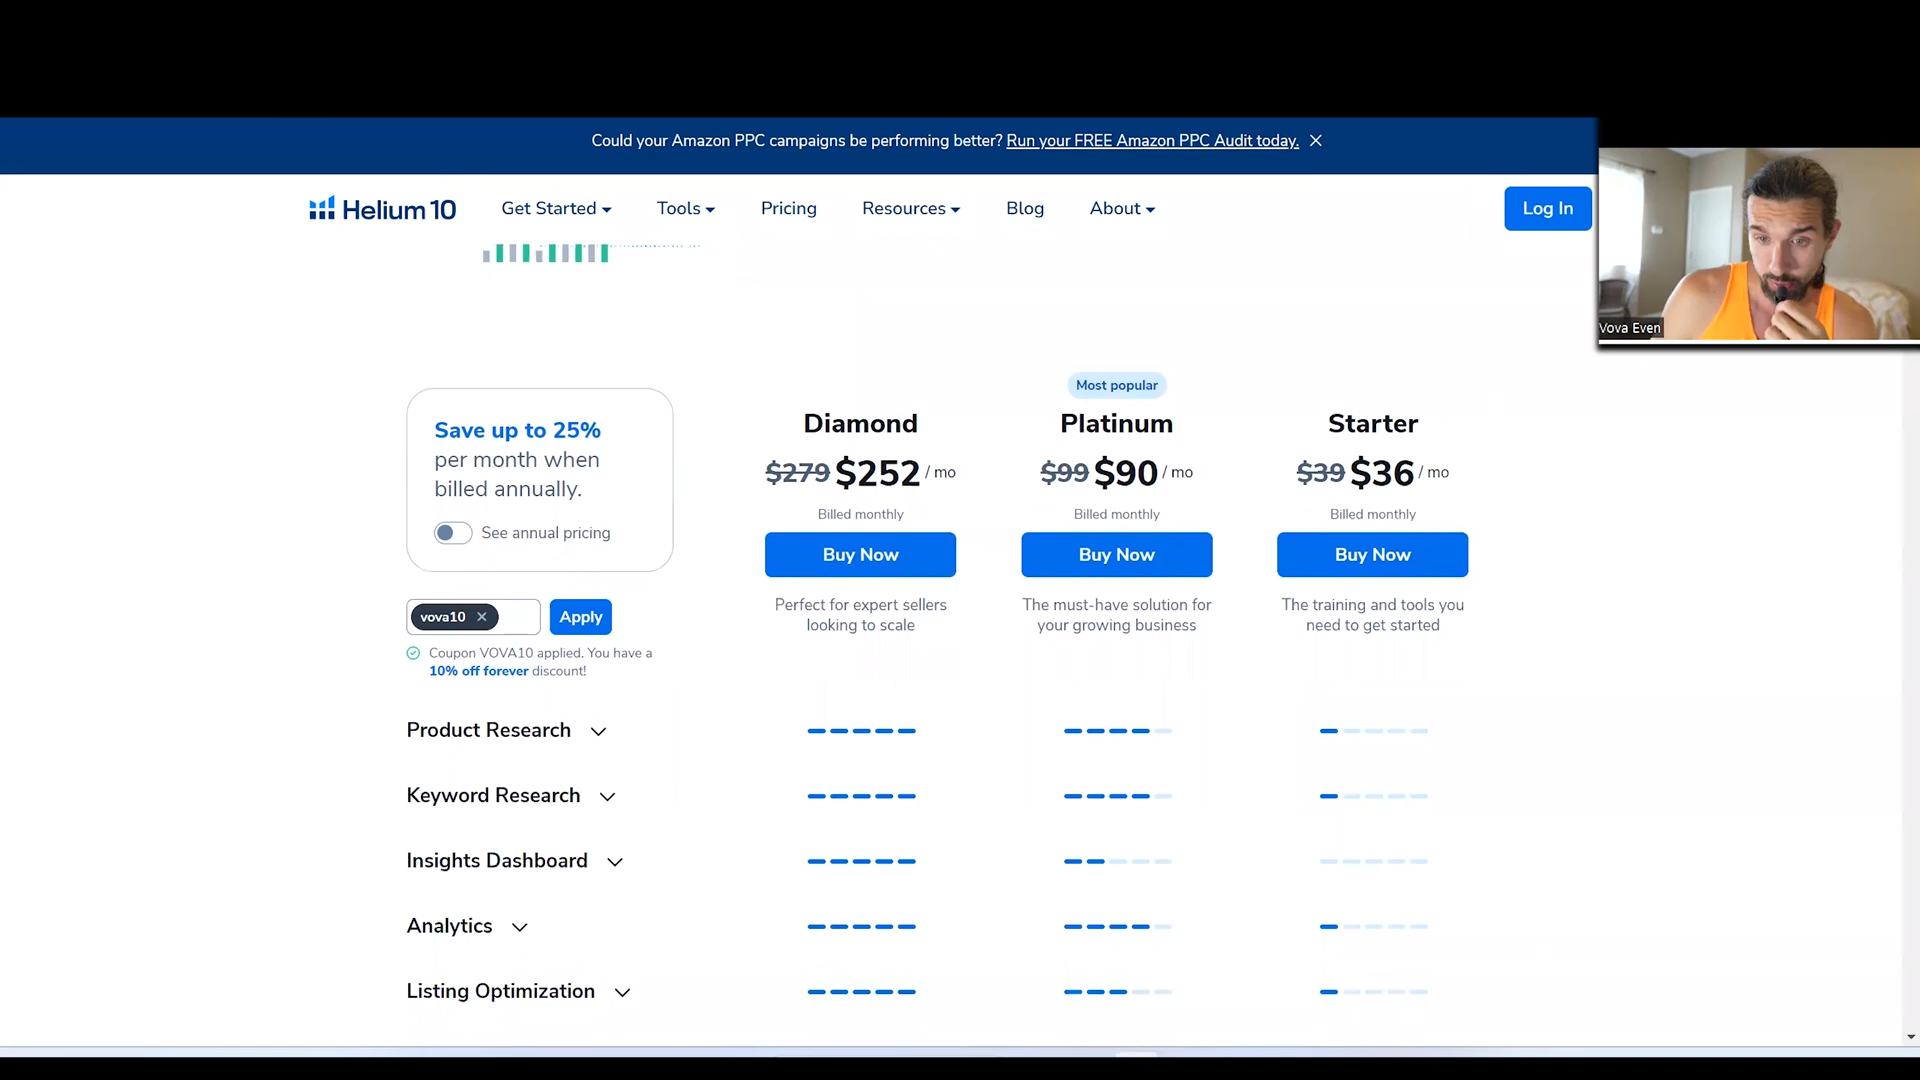 Could your Amazon PPC campaigns be performing better? Run your FREE Amazon PPC Audit today. ×
Helium 10 Get Started Tools Pricing Resources Blog About Log In
Vova Even
Save up to 25%
per month when
billed annually.
See annual pricing
vova10 × Apply
Coupon VOVA10 applied. You have a
10% off forever discount!
Diamond
$279 $252 / mo
Billed monthly
Buy Now
Perfect for expert sellers
looking to scale
Most popular
Platinum
$99 $90 / mo
Billed monthly
Buy Now
The must-have solution for
your growing business
Starter
$39 $36 / mo
Billed monthly
Buy Now
The training and tools you
need to get started
Product Research
Keyword Research
Insights Dashboard
Analytics
Listing Optimization